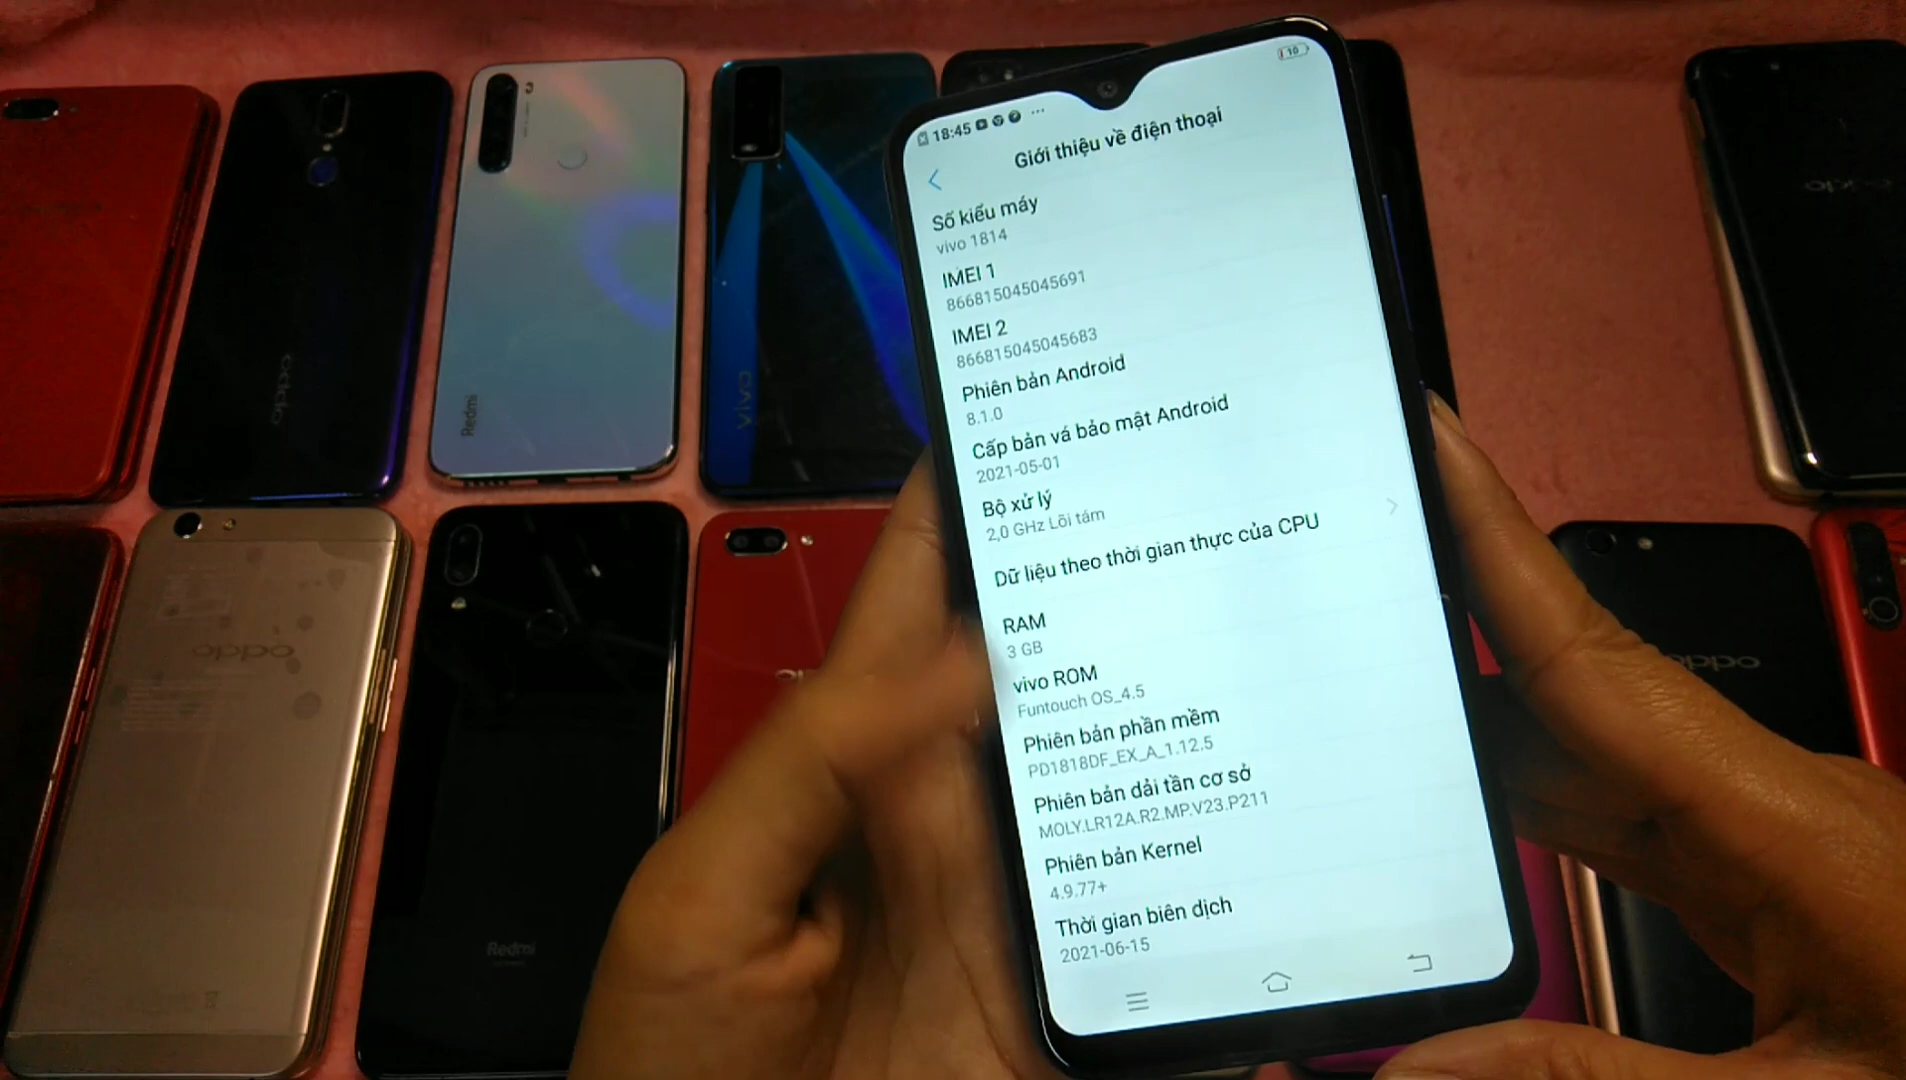 18:45
10
Giới thiệu về điện thoại
Số kiểu máy
vivo 1814
IMEI 1
866815045045691
IMEI 2
866815045045683
Phiên bản Android
8.1.0
Cấp bản vá bảo mật Android
2021-05-01
Bộ xử lý
2,0 GHz Lõi tám
Dữ liệu theo thời gian thực của CPU
RAM
3 GB
vivo ROM
Funtouch OS_4.5
Phiên bản phần mềm
PD1818DF_EX_A_1.12.5
Phiên bản dải tần cơ sở
MOLY.LR12A.R2.MP.V23.P211
Phiên bản Kernel
4.9.77+
Thời gian biên dịch
2021-06-15
oppo
Redmi
vivo
oppo
oppo
Redmi
oppo